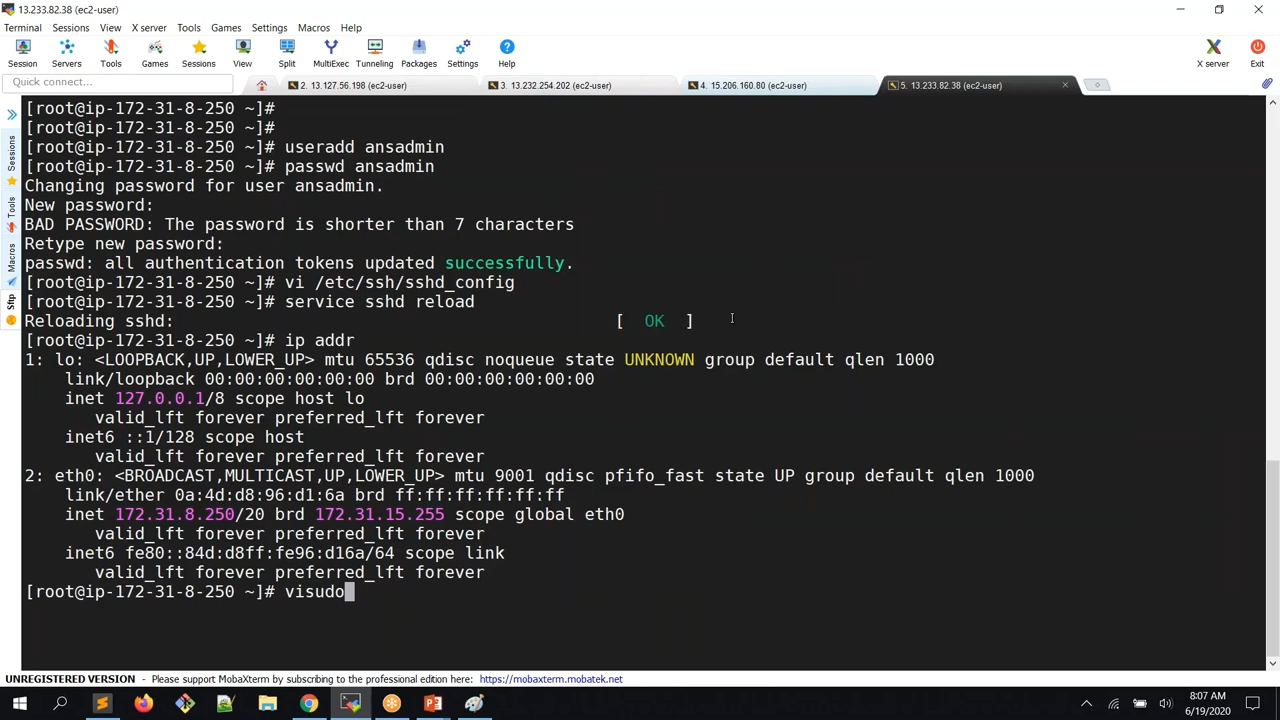 13.233.82.38 (ec2-user)
Terminal Sessions View X server Tools Games Settings Macros Help
Session Servers Tools Games Sessions View Split MultiExec Tunneling Packages Settings Help X server Exit
Quick connect...
2. 13.127.56.198 (ec2-user)
3. 13.232.254.202 (ec2-user)
4. 15.206.160.80 (ec2-user)
5. 13.233.82.38 (ec2-user)
Sessions
Tools
Macros
Sftp
[root@ip-172-31-8-250 ~]#
[root@ip-172-31-8-250 ~]#
[root@ip-172-31-8-250 ~]# useradd ansadmin
[root@ip-172-31-8-250 ~]# passwd ansadmin
Changing password for user ansadmin.
New password:
BAD PASSWORD: The password is shorter than 7 characters
Retype new password:
passwd: all authentication tokens updated successfully.
[root@ip-172-31-8-250 ~]# vi /etc/ssh/sshd_config
[root@ip-172-31-8-250 ~]# service sshd reload
Reloading sshd: [ OK ]
[root@ip-172-31-8-250 ~]# ip addr
1: lo: <LOOPBACK,UP,LOWER_UP> mtu 65536 qdisc noqueue state UNKNOWN group default qlen 1000
link/loopback 00:00:00:00:00:00 brd 00:00:00:00:00:00
inet 127.0.0.1/8 scope host lo
valid_lft forever preferred_lft forever
inet6 ::1/128 scope host
valid_lft forever preferred_lft forever
2: eth0: <BROADCAST,MULTICAST,UP,LOWER_UP> mtu 9001 qdisc pfifo_fast state UP group default qlen 1000
link/ether 0a:4d:d8:96:d1:6a brd ff:ff:ff:ff:ff:ff
inet 172.31.8.250/20 brd 172.31.15.255 scope global eth0
valid_lft forever preferred_lft forever
inet6 fe80::84d:d8ff:fe96:d16a/64 scope link
valid_lft forever preferred_lft forever
[root@ip-172-31-8-250 ~]# visudo
UNREGISTERED VERSION - Please support MobaXterm by subscribing to the professional edition here: https://mobaxterm.mobatek.net
8:07 AM
6/19/2020